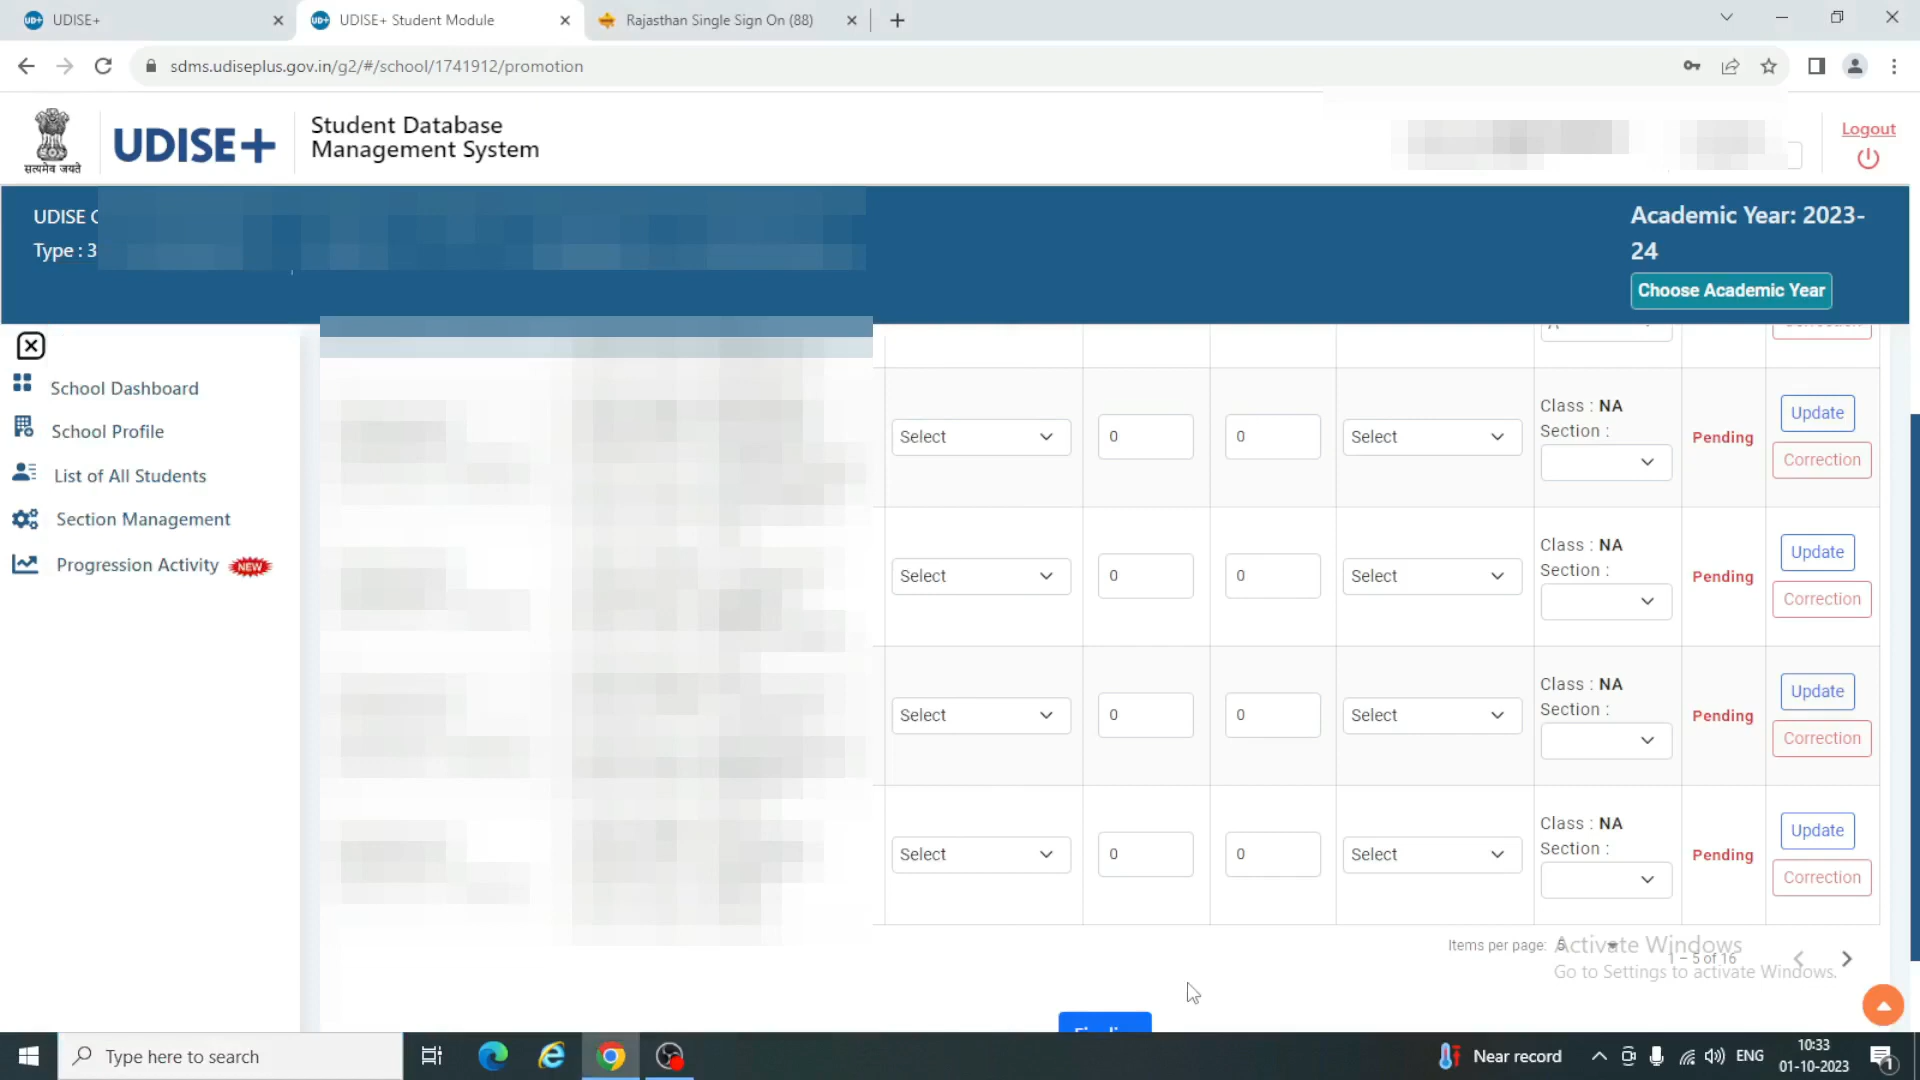 UDISE+
UDISE+ Student Module
Rajasthan Single Sign On (88)
sdms.udiseplus.gov.in/g2/#/school/1741912/promotion
सत्यमेव जयते
UDISE+
Student Database
Management System
Logout
UDISE
Type : 3
Academic Year: 2023-
24
Choose Academic Year
School Dashboard
School Profile
List of All Students
Section Management
Progression Activity NEW
Select 0 0 Select Class : NA Section : Pending Update Correction
Select 0 0 Select Class : NA Section : Pending Update Correction
Select 0 0 Select Class : NA Section : Pending Update Correction
Select 0 0 Select Class : NA Section : Pending Update Correction
Items per page: 5
1 – 5 of 16
Activate Windows
Go to Settings to activate Windows.
Type here to search
Near record
ENG
10:33
01-10-2023
1